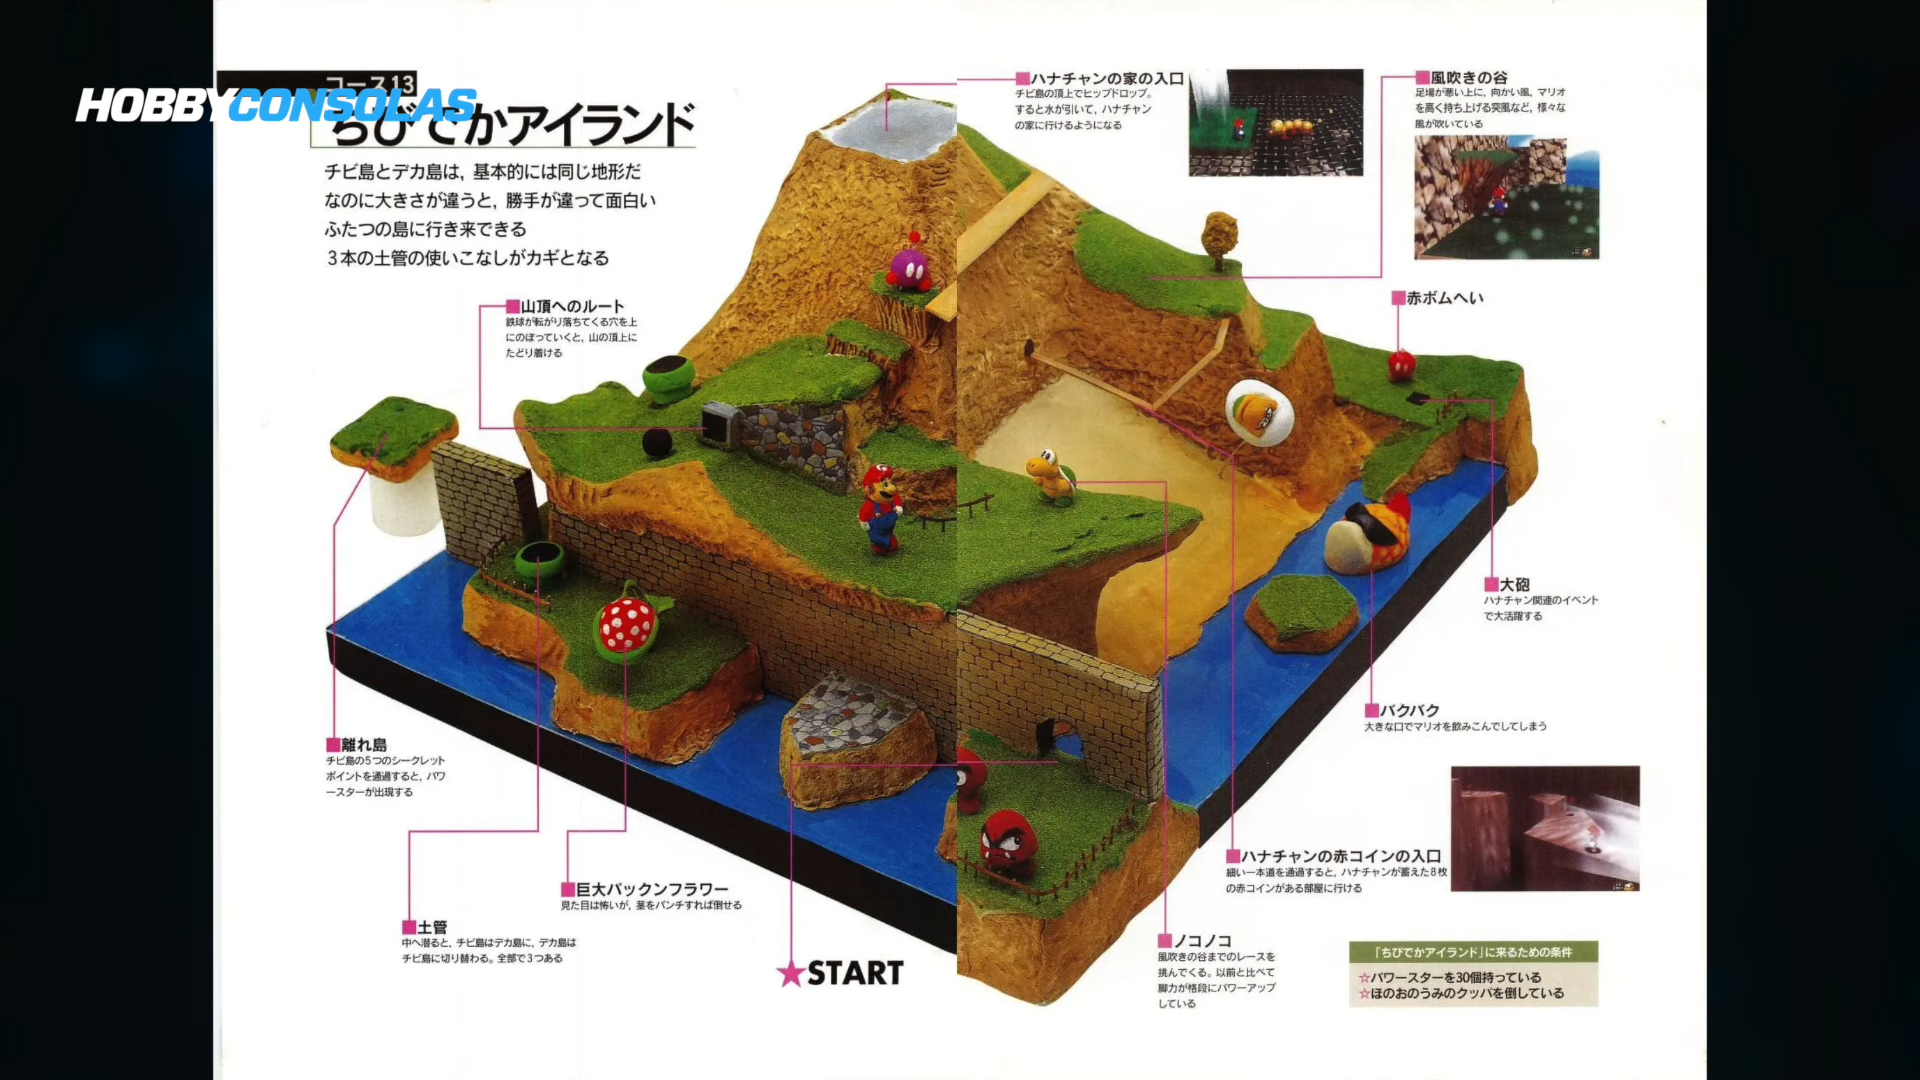 コース13
HOBBYCONSOLAS
ちびでかアイランド
チビ島とデカ島は，基本的には同じ地形だ
なのに大きさが違うと，勝手が違って面白い
ふたつの島に行き来できる
3本の土管の使いこなしがカギとなる
山頂へのルート
鉄球が転がり落ちてくる穴を上
にのぼっていくと，山の頂上に
たどり着ける
ハナチャンの家の入口
チビ島の頂上でヒップドロップ。
すると水が引いて，ハナチャン
の家に行けるようになる
風吹きの谷
足場が悪い上に，向かい風，マリオ
を高く持ち上げる突風など，様々な
風が吹いている
赤ボムへい
大砲
ハナチャン関連のイベント
で大活躍する
バクバク
大きな口でマリオを飲みこんでしてしまう
離れ島
チビ島の5つのシークレット
ポイントを通過すると，パワ
ースターが出現する
土管
中へ潜ると，チビ島はデカ島に，デカ島は
チビ島に切り替わる。全部で3つある
巨大パックンフラワー
見た目は怖いが，茎をパンチすれば倒せる
★START
ハナチャンの赤コインの入口
細い一本道を通過すると，ハナチャンが蓄えた8枚
の赤コインがある部屋に行ける
ノコノコ
風吹きの谷までのレースを
挑んでくる。以前と比べて
脚力が格段にパワーアップ
している
「ちびでかアイランド」に来るための条件
☆パワースターを30個持っている
☆ほのおのうみのクッパを倒している